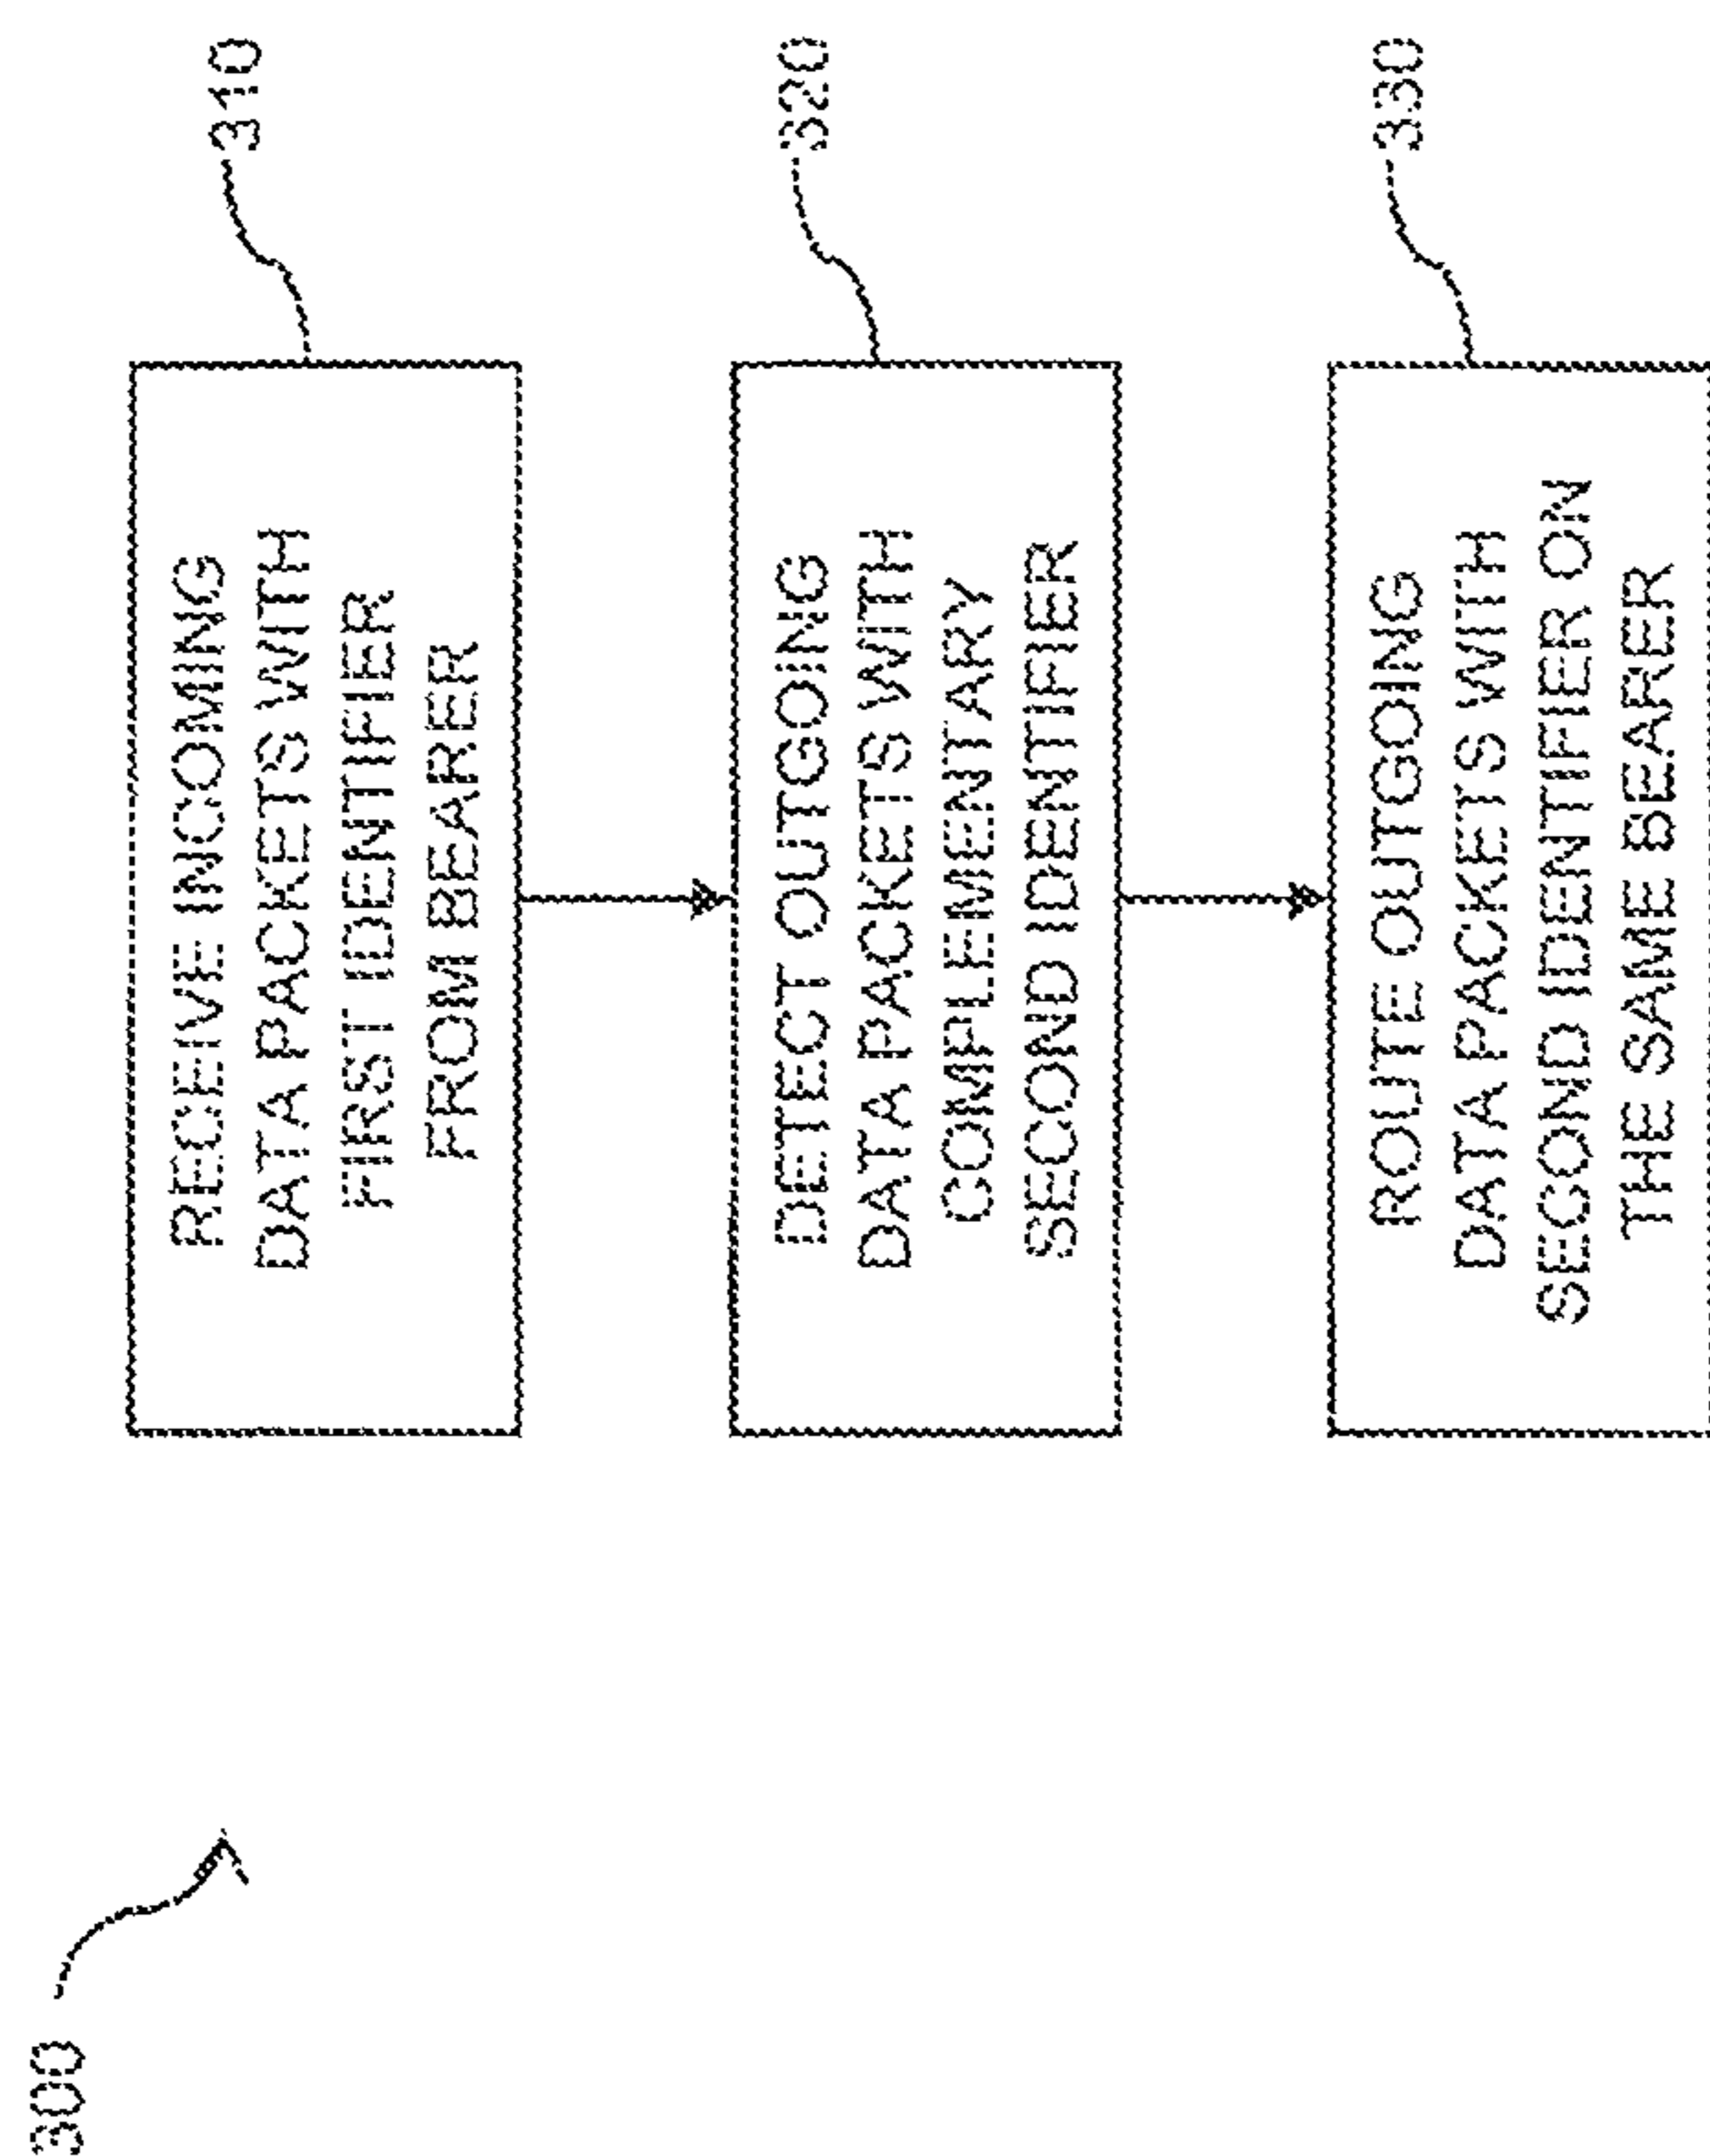 300
RECEIVE INCOMING
DATA PACKETS WITH
FIRST IDENTIFIER
FROM BEARER
310
DETECT OUTGOING
DATA PACKETS WITH
COMPLEMENTARY
SECOND IDENTIFIER
320
ROUTE OUTGOING
DATA PACKETS WITH
SECOND IDENTIFIER ON
THE SAME BEARER
330